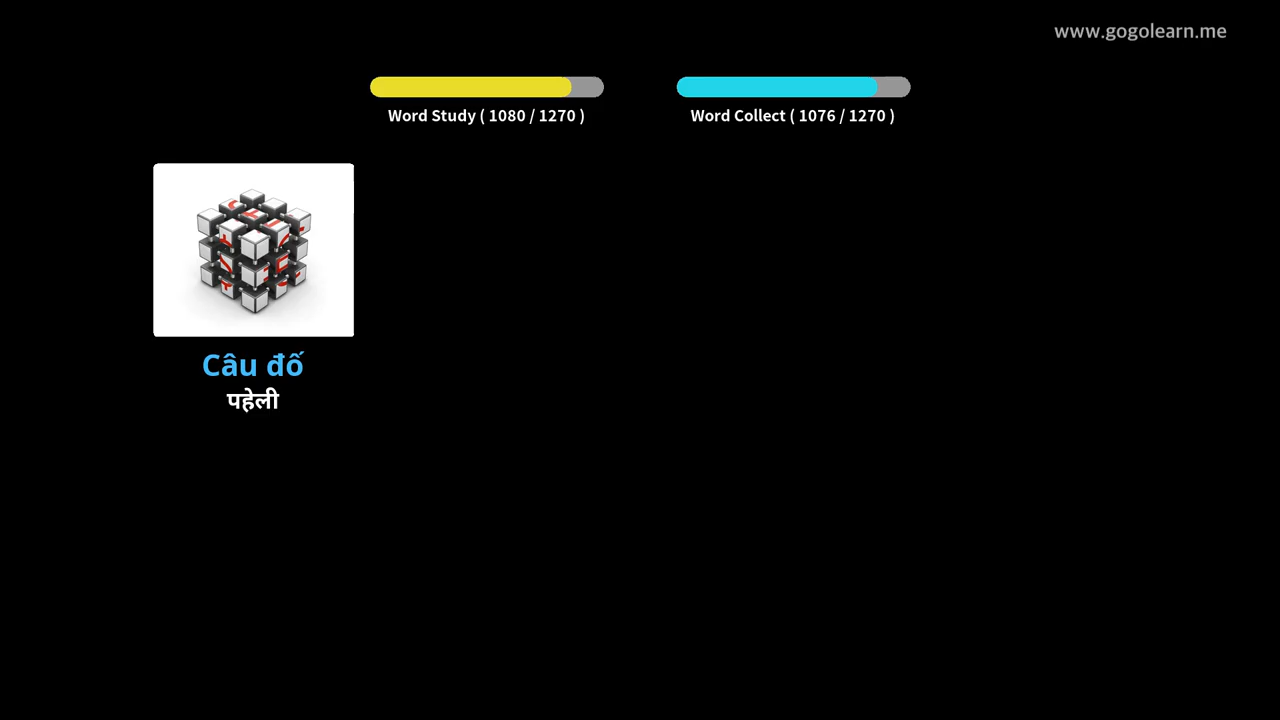 www.gogolearn.me
Word Study ( 1080 / 1270 )
Word Collect ( 1076 / 1270 )
Câu đố
पहेली